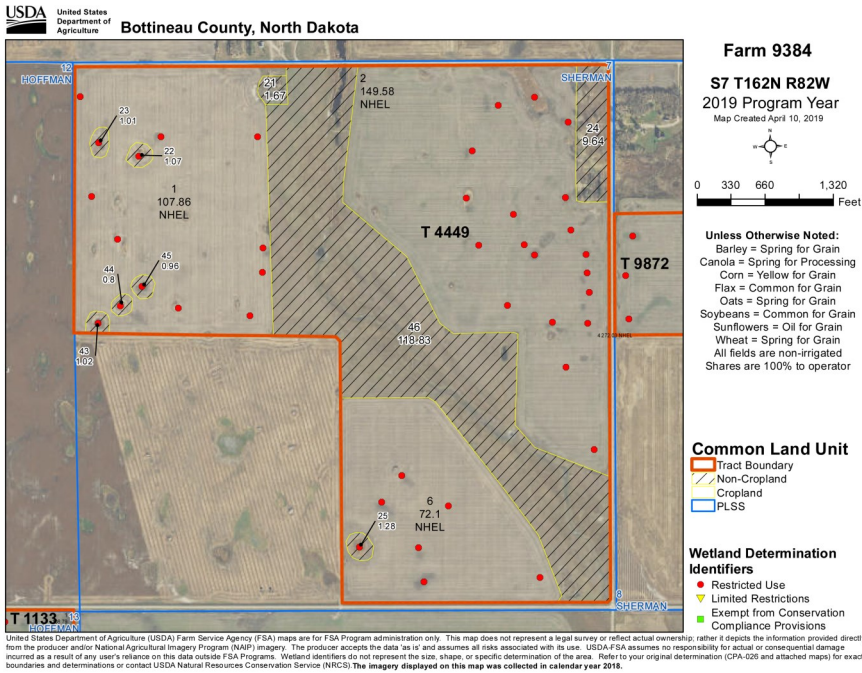 USDA
United States
Department of
Agriculture
Bottineau County, North Dakota
12
HOFFMAN
7
SHERMAN
21
1.67
2
149.58
NHEL
23
1.01
22
1.07
24
9.64
1
107.86
NHEL
T 4449
T 9872
45
0.96
44
0.8
43
1.02
46
118.83
6
72.1
NHEL
25
1.28
8
SHERMAN
T 1133
13
HOFFMAN
Farm 9384
S7 T162N R82W
2019 Program Year
Map Created April 10, 2019
N
W E
S
0 330 660 1,320
Feet
Unless Otherwise Noted:
Barley = Spring for Grain
Canola = Spring for Processing
Corn = Yellow for Grain
Flax = Common for Grain
Oats = Spring for Grain
Soybeans = Common for Grain
Sunflowers = Oil for Grain
Wheat = Spring for Grain
All fields are non-irrigated
Shares are 100% to operator
Common Land Unit
Tract Boundary
Non-Cropland
Cropland
PLSS
Wetland Determination
Identifiers
Restricted Use
Limited Restrictions
Exempt from Conservation
Compliance Provisions
United States Department of Agriculture (USDA) Farm Service Agency (FSA) maps are for FSA Program administration only. This map does not represent a legal survey or reflect actual ownership; rather it depicts the information provided directl
from the producer and/or National Agricultural Imagery Program (NAIP) imagery. The producer accepts the data 'as is' and assumes all risks associated with its use. USDA-FSA assumes no responsibility for actual or consequential damage
incurred as a result of any user's reliance on this data outside FSA Programs. Wetland identifiers do not represent the size, shape, or specific determination of the area. Refer to your original determination (CPA-026 and attached maps) for exac
boundaries and determinations or contact USDA Natural Resources Conservation Service (NRCS). The imagery displayed on this map was collected in calendar year 2018.